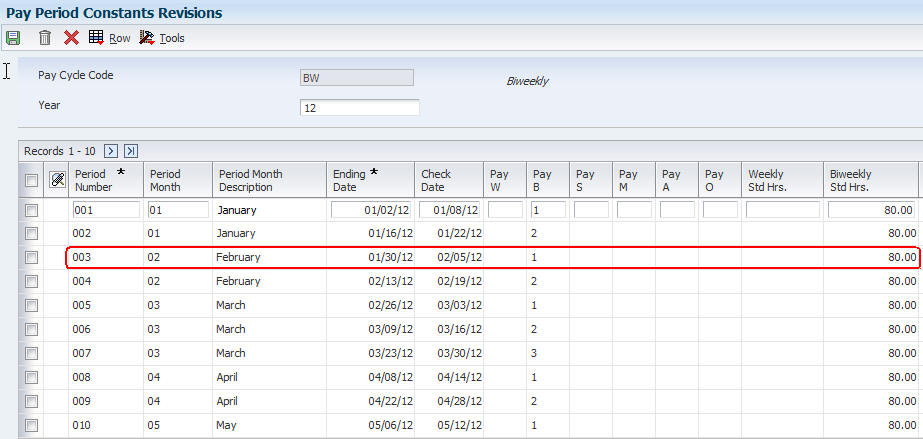 Pay Period Constants Revisions
Row Tools
Pay Cycle Code BW Biweekly
Year 12
Records 1 - 10
Period * Period Period Month Ending * Check Pay Pay Pay Pay Pay Pay Weekly Biweekly
Number Month Description Date Date W B S M A O Std Hrs. Std Hrs.
001 01 January 01/02/12 01/08/12 1 80.00
002 01 January 01/16/12 01/22/12 2 80.00
003 02 February 01/30/12 02/05/12 1 80.00
004 02 February 02/13/12 02/19/12 2 80.00
005 03 March 02/26/12 03/03/12 1 80.00
006 03 March 03/09/12 03/16/12 2 80.00
007 03 March 03/23/12 03/30/12 3 80.00
008 04 April 04/08/12 04/14/12 1 80.00
009 04 April 04/22/12 04/28/12 2 80.00
010 05 May 05/06/12 05/12/12 1 80.00